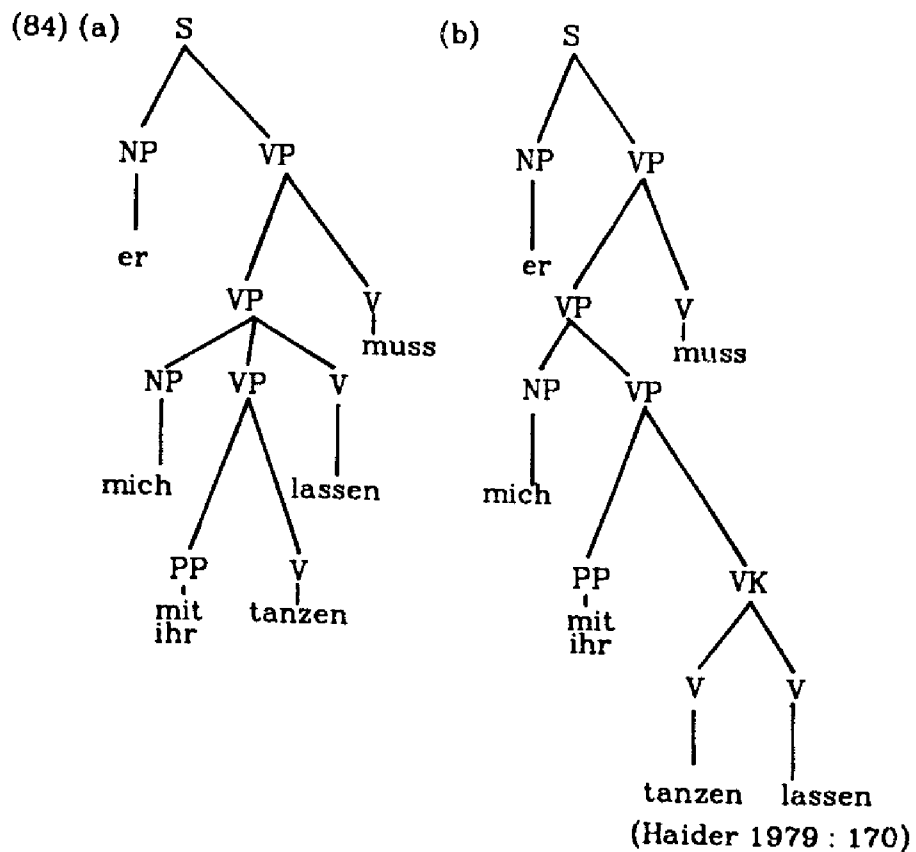 (84) (a) S (b) S
NP VP NP VP
er er
VP V VP V
muss muss
NP VP V NP VP
mich lassen mich
PP V PP VK
mit tanzen mit
ihr ihr
V V
tanzen lassen
(Haider 1979 : 170)